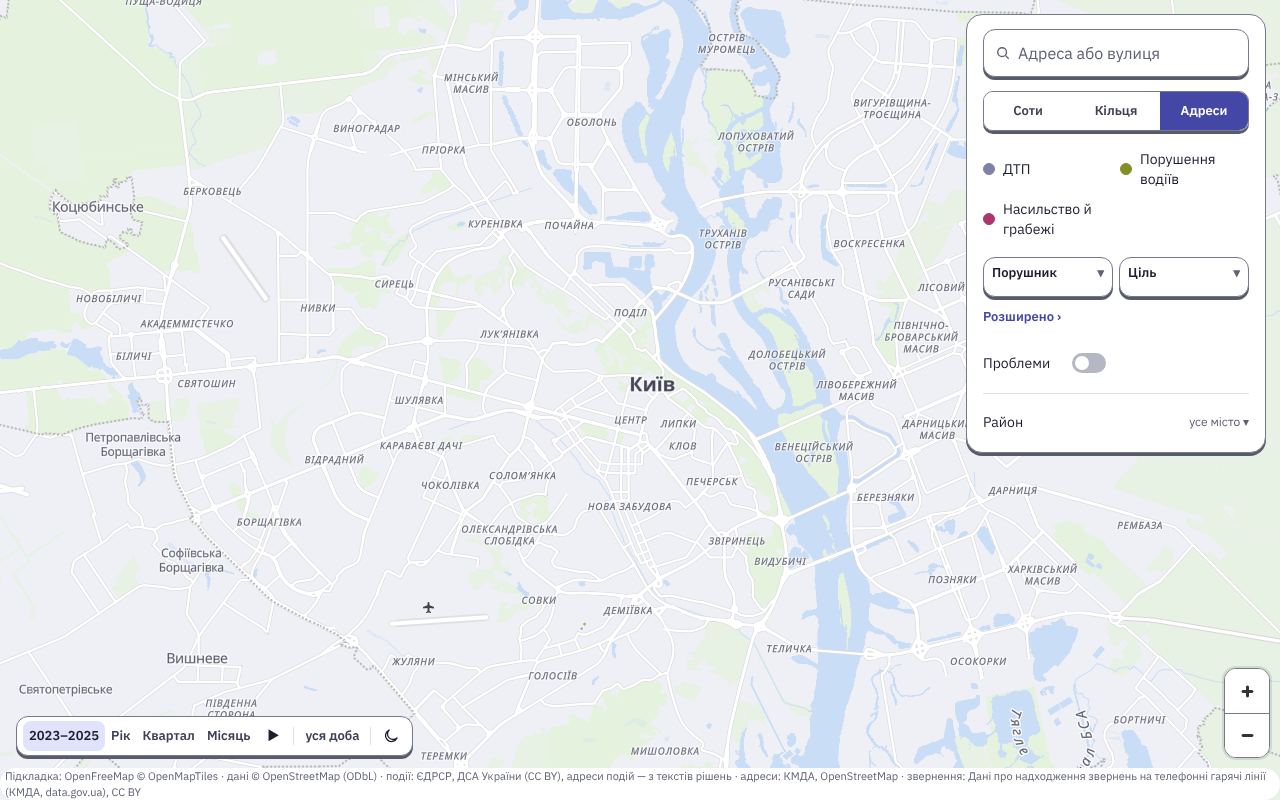 ПУЩА-ВОДИЦЯ
ОСТРІВ
МУРОМЕЦЬ
МІНСЬКИЙ
МАСИВ
ВИГУРІВЩИНА-
ТРОЄЩИНА
ВИНОГРАДАР
ОБОЛОНЬ
ЛОПУХОВАТИЙ
ОСТРІВ
ПРІОРКА
БЕРКОВЕЦЬ
Коцюбинське
КУРЕНІВКА
ПОЧАЙНА
ТРУХАНІВ
ОСТРІВ
ВОСКРЕСЕНКА
СИРЕЦЬ
РУСАНІВСЬКІ
САДИ
ЛІСОВИЙ
НОВОБІЛИЧІ
НИВКИ
ПОДІЛ
АКАДЕММІСТЕЧКО
ЛУК'ЯНІВКА
ПІВНІЧНО-
БРОВАРСЬКИЙ
МАСИВ
БІЛИЧІ
ДОЛОБЕЦЬКИЙ
ОСТРІВ
СВЯТОШИН
Київ
ЛІВОБЕРЕЖНИЙ
МАСИВ
ШУЛЯВКА
ЦЕНТР
ЛИПКИ
ДАРНИЦЬКИЙ
МАСИВ
Петропавлівська
Борщагівка
КАРАВАЄВІ ДАЧІ
КЛОВ
ВЕНЕЦІЙСЬКИЙ
ОСТРІВ
ВІДРАДНИЙ
СОЛОМ'ЯНКА
ЧОКОЛІВКА
ПЕЧЕРСЬК
ДАРНИЦЯ
БЕРЕЗНЯКИ
НОВА ЗАБУДОВА
БОРЩАГІВКА
ОЛЕКСАНДРІВСЬКА
СЛОБІДКА
РЕМБАЗА
ЗВІРИНЕЦЬ
Софіївська
Борщагівка
ВИДУБИЧІ
ХАРКІВСЬКИЙ
МАСИВ
ПОЗНЯКИ
СОВКИ
ДЕМІЇВКА
ТЕЛИЧКА
Вишневе
ЖУЛЯНИ
ОСОКОРКИ
ГОЛОСІЇВ
Святопетрівське
ПІВДЕННА
СТОРОНА
БОРТНИЧІ
Тягле
ал БСА
МИШОЛОВКА
ТЕРЕМКИ
Адреса або вулиця
Соти
Кільця
Адреси
ДТП
Порушення
водіїв
Насильство й
грабежі
Порушник ▾
Ціль ▾
Розширено ›
Проблеми
Район
усе місто ▾
+
−
2023–2025 Рік Квартал Місяць ▶ уся доба
Підкладка: OpenFreeMap © OpenMapTiles · дані © OpenStreetMap (ODbL) · події: ЄДРСР, ДСА України (CC BY), адреси подій — з текстів рішень · адреси: КМДА, OpenStreetMap · звернення: Дані про надходження звернень на телефонні гарячі лінії
(КМДА, data.gov.ua), CC BY